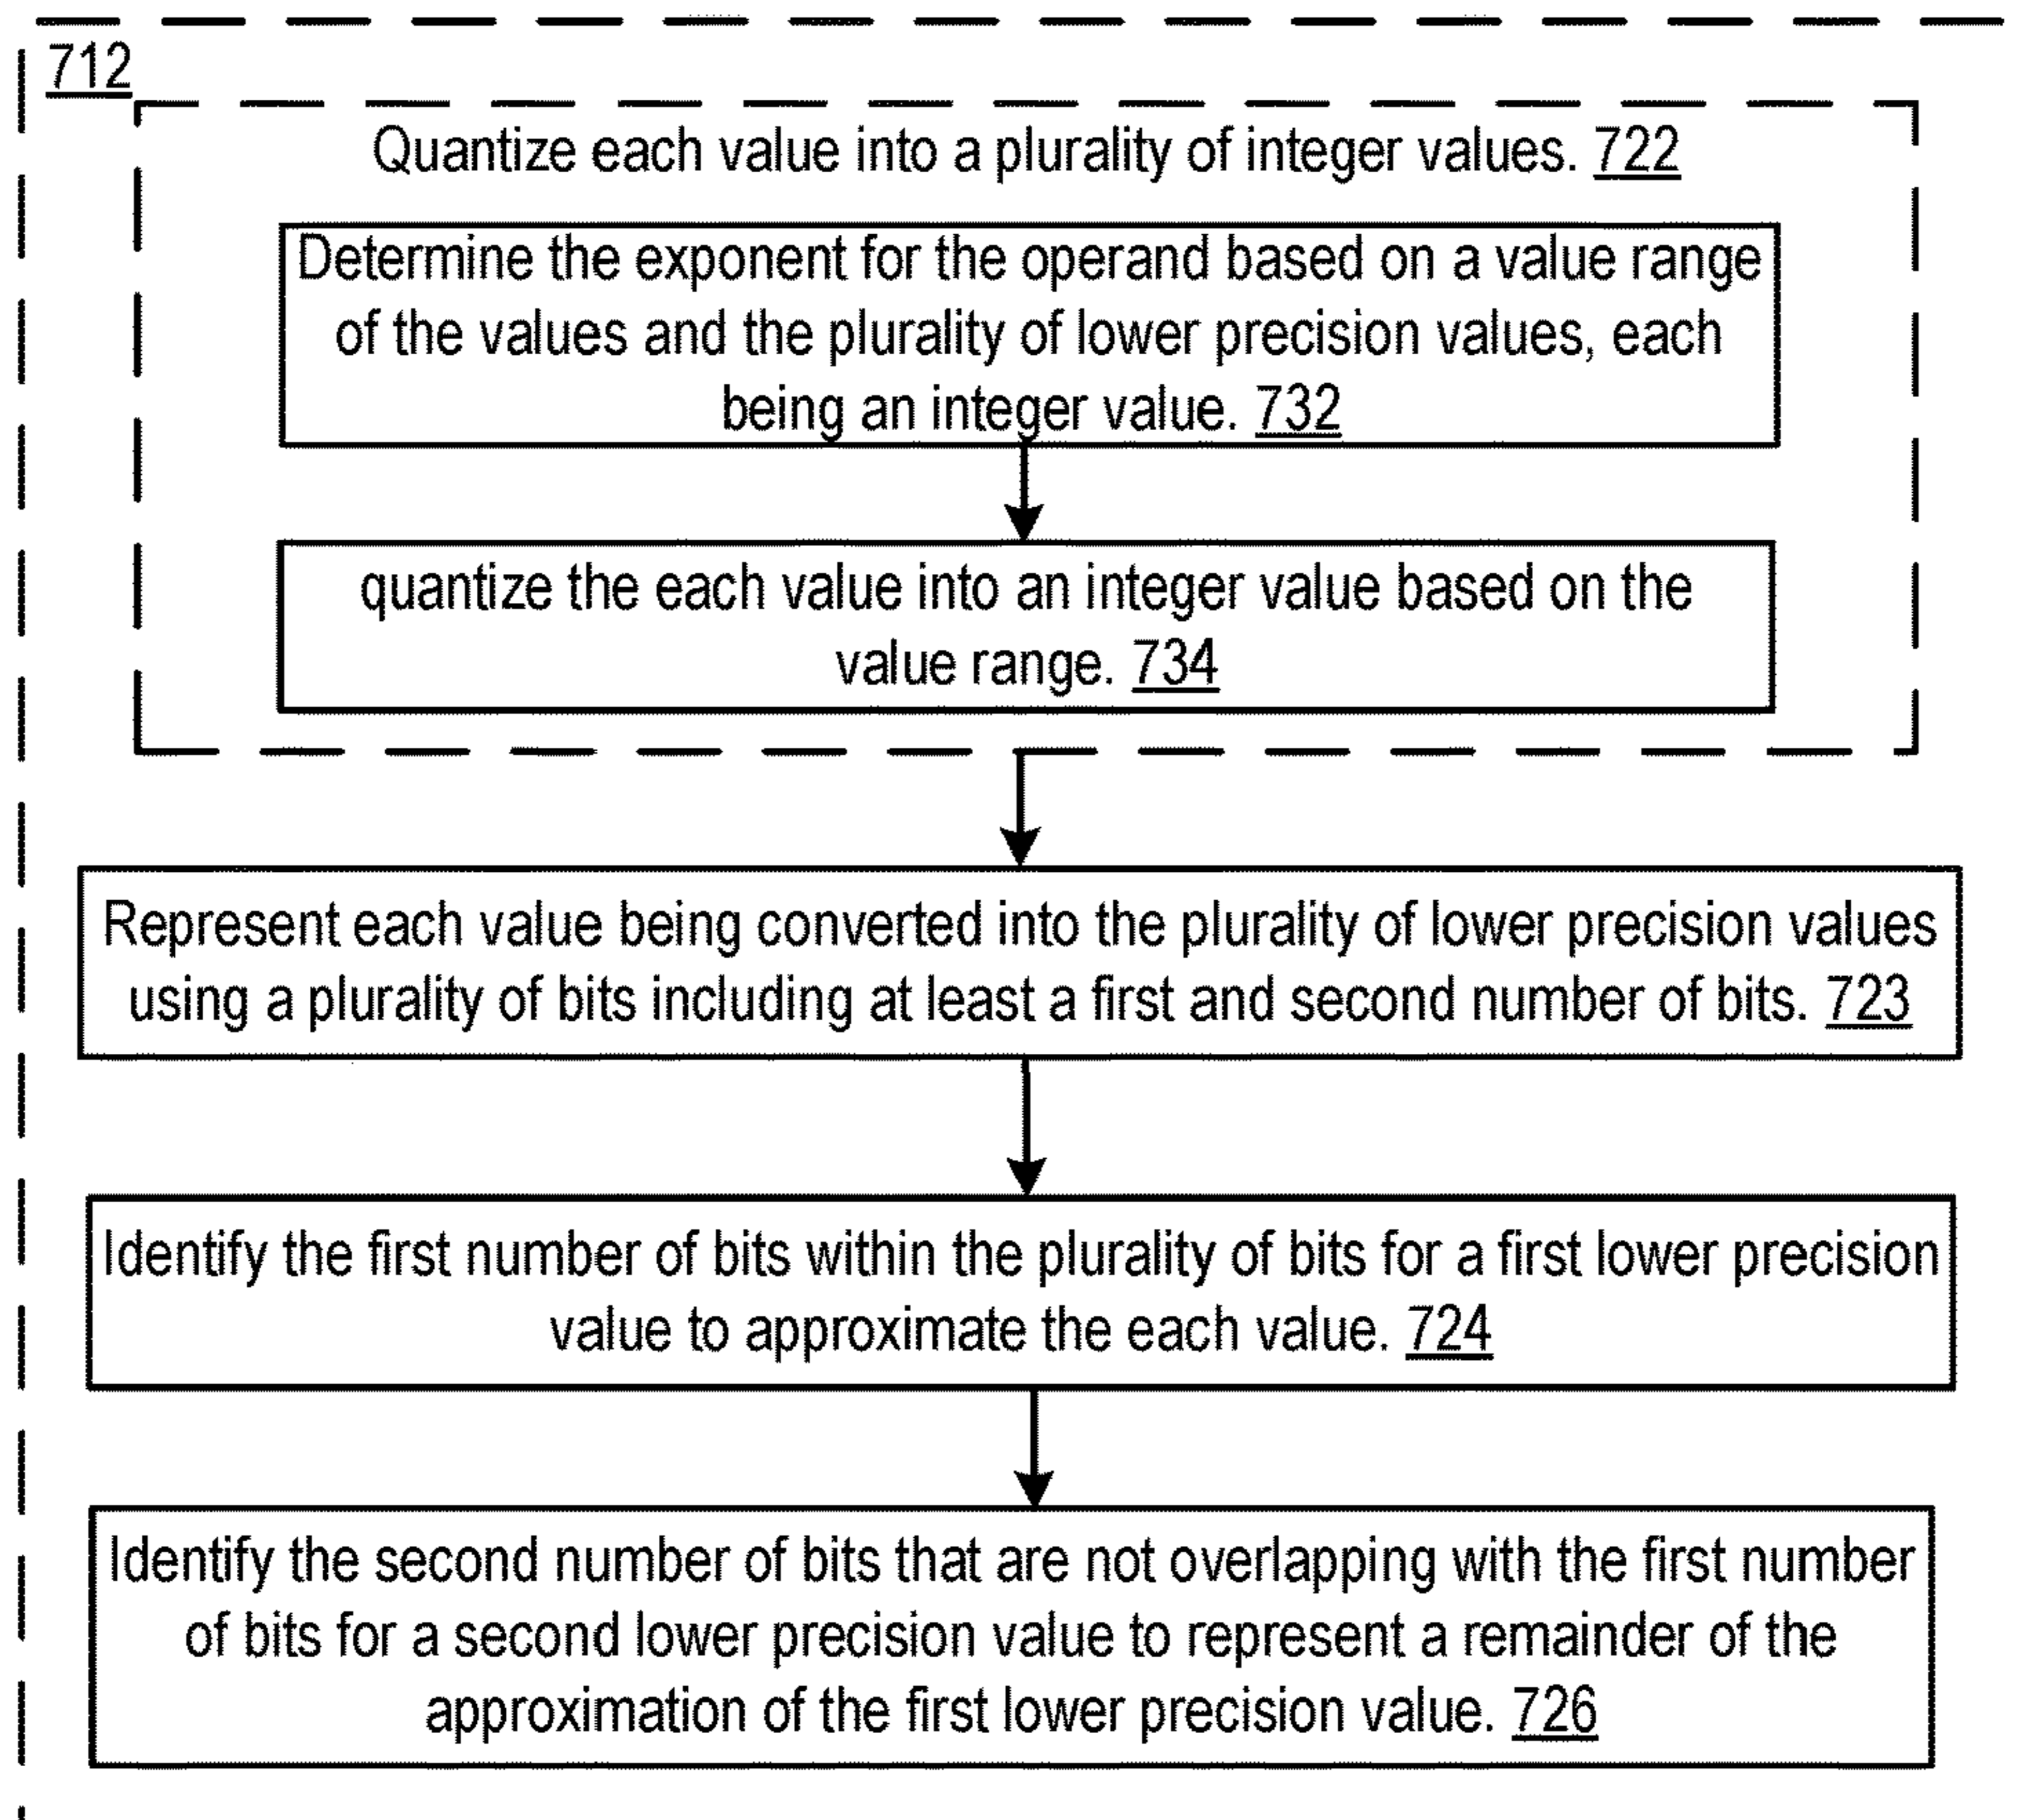 712
Quantize each value into a plurality of integer values. 722
Determine the exponent for the operand based on a value range
of the values and the plurality of lower precision values, each
being an integer value. 732
quantize the each value into an integer value based on the
value range. 734
Represent each value being converted into the plurality of lower precision values
using a plurality of bits including at least a first and second number of bits. 723
Identify the first number of bits within the plurality of bits for a first lower precision
value to approximate the each value. 724
Identify the second number of bits that are not overlapping with the first number
of bits for a second lower precision value to represent a remainder of the
approximation of the first lower precision value. 726